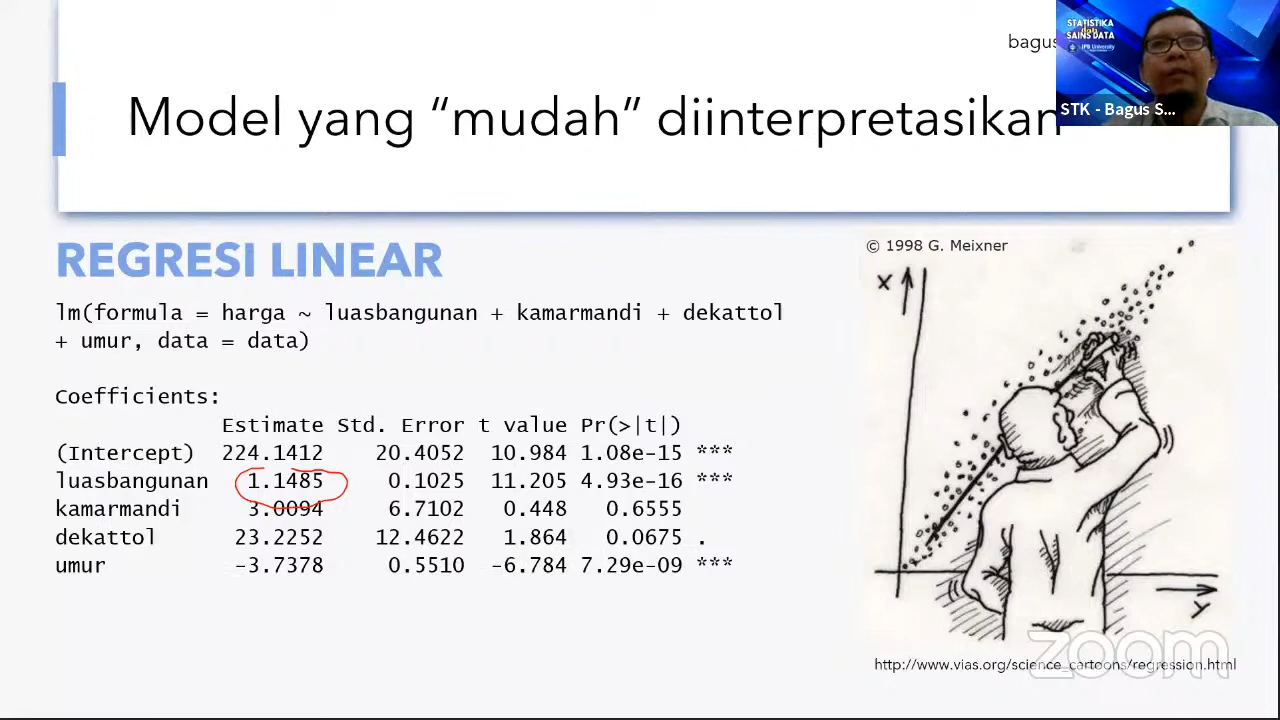 bagus
STATISTIKA
dan
SAINS DATA
IPB University
STK - Bagus S...
Model yang “mudah” diinterpretasikan
REGRESI LINEAR
lm(formula = harga ~ luasbangunan + kamarmandi + dekattol
+ umur, data = data)
Coefficients:
Estimate Std. Error t value Pr(>|t|)
(Intercept) 224.1412 20.4052 10.984 1.08e-15 ***
luasbangunan 1.1485 0.1025 11.205 4.93e-16 ***
kamarmandi 3.0094 6.7102 0.448 0.6555
dekattol 23.2252 12.4622 1.864 0.0675 .
umur -3.7378 0.5510 -6.784 7.29e-09 ***
© 1998 G. Meixner
X
y
zoom
http://www.vias.org/science_cartoons/regression.html